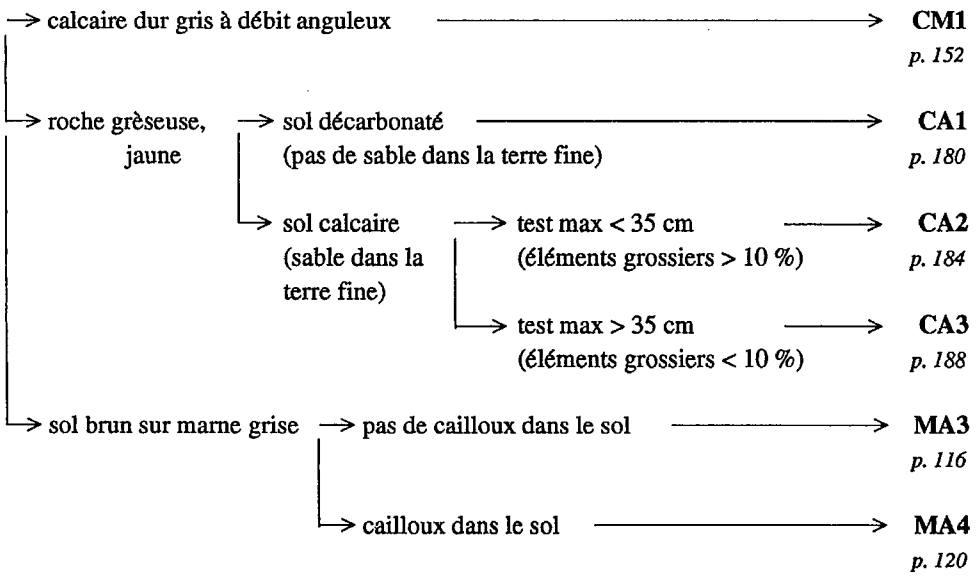 calcaire dur gris à débit anguleux CM1
p. 152
roche grèseuse, sol décarbonaté CA1
jaune (pas de sable dans la terre fine) p. 180
sol calcaire test max < 35 cm CA2
(sable dans la (éléments grossiers > 10 %) p. 184
terre fine)
test max > 35 cm CA3
(éléments grossiers < 10 %) p. 188
sol brun sur marne grise pas de cailloux dans le sol MA3
p. 116
cailloux dans le sol MA4
p. 120